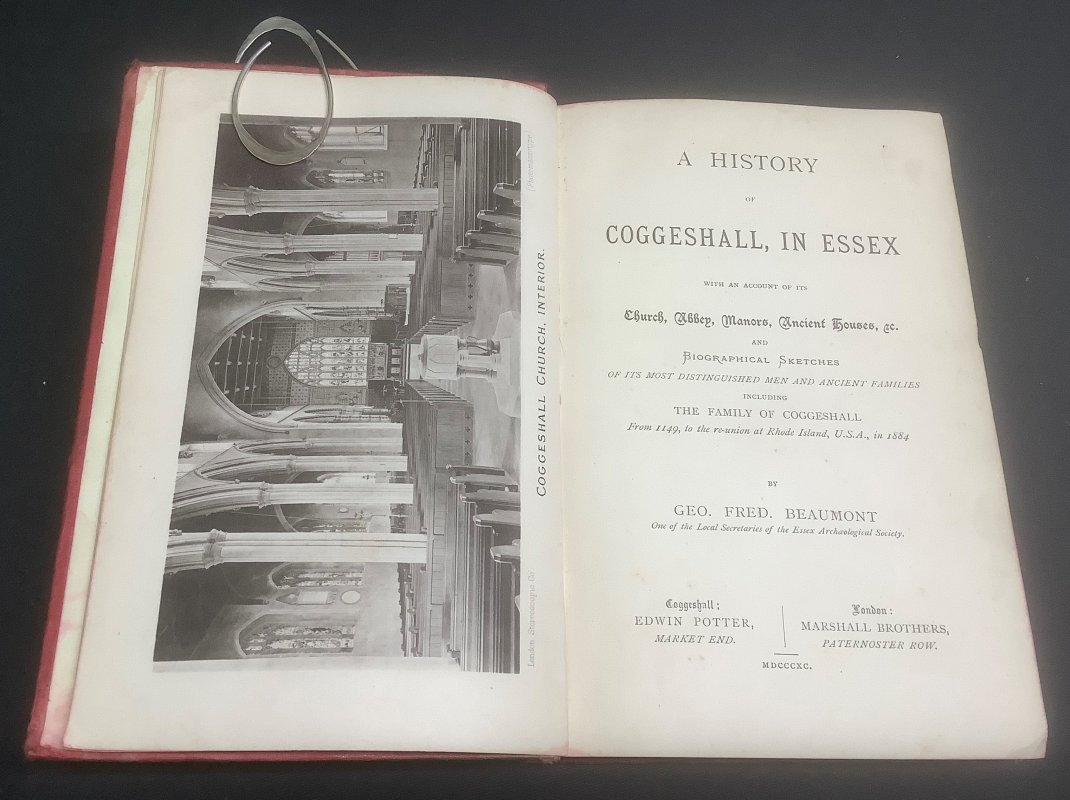 COGGESHALL CHURCH, INTERIOR.
London Stereoscopic Co
A HISTORY
OF
COGGESHALL, IN ESSEX
WITH AN ACCOUNT OF ITS
Church, Abbey, Manors, Ancient Houses, &c.
AND
BIOGRAPHICAL SKETCHES
OF ITS MOST DISTINGUISHED MEN AND ANCIENT FAMILIES
INCLUDING
THE FAMILY OF COGGESHALL
From 1149, to the re-union at Rhode Island, U.S.A., in 1884
BY
GEO. FRED. BEAUMONT
One of the Local Secretaries of the Essex Archæological Society.
Coggeshall:
EDWIN POTTER,
MARKET END.
London:
MARSHALL BROTHERS,
PATERNOSTER ROW.
MDCCCXC.